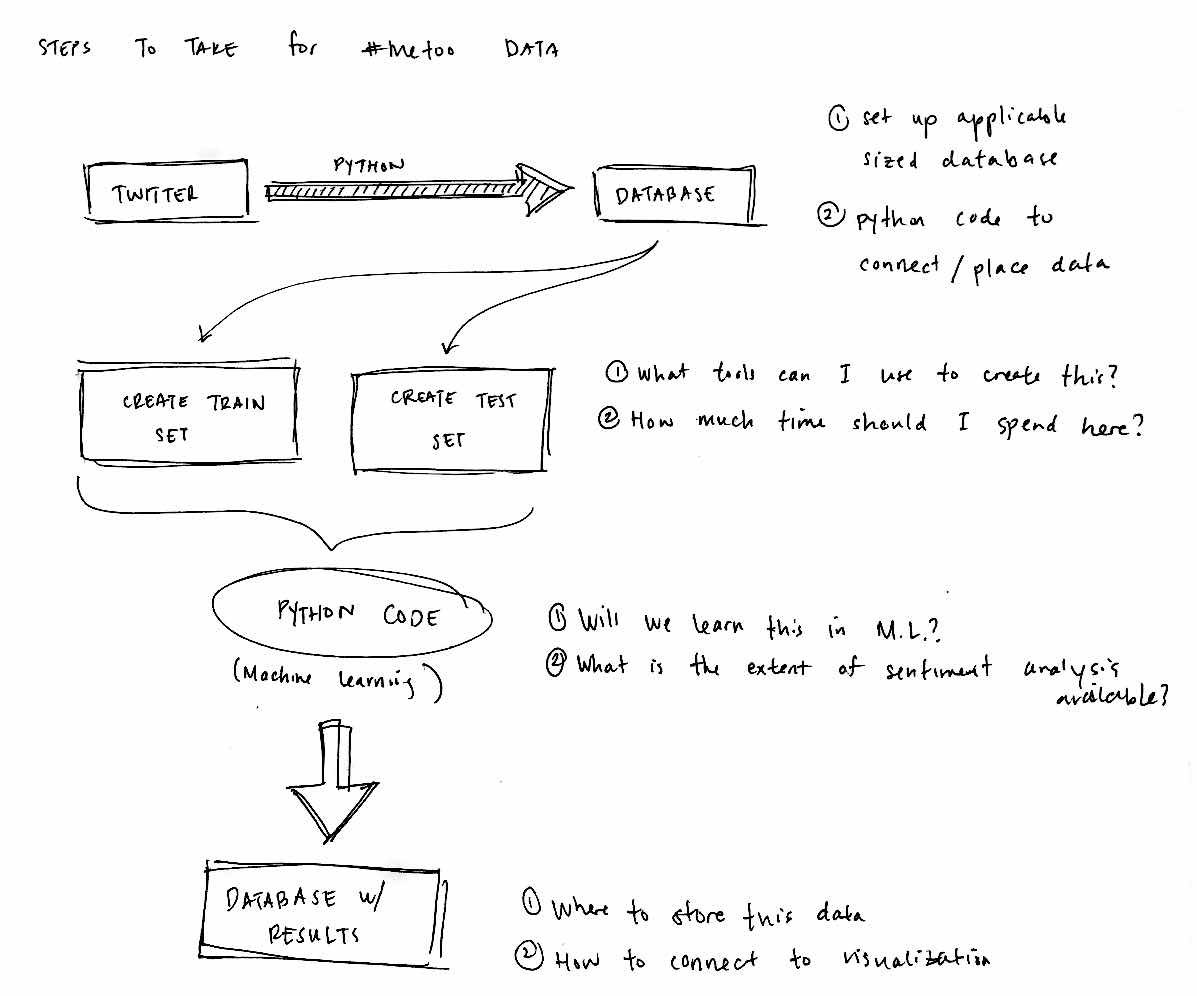 STEPS TO TAKE for #metoo DATA
PYTHON
TWITTER
DATABASE
① set up applicable
sized database
② python code to
connect / place data
CREATE TRAIN
SET
CREATE TEST
SET
① What tools can I use to create this?
② How much time should I spend here?
PYTHON CODE
(Machine Learning)
① Will we learn this in M.L.?
② What is the extent of sentiment analysis
available?
DATABASE w/
RESULTS
① Where to store this data
② How to connect to visualization